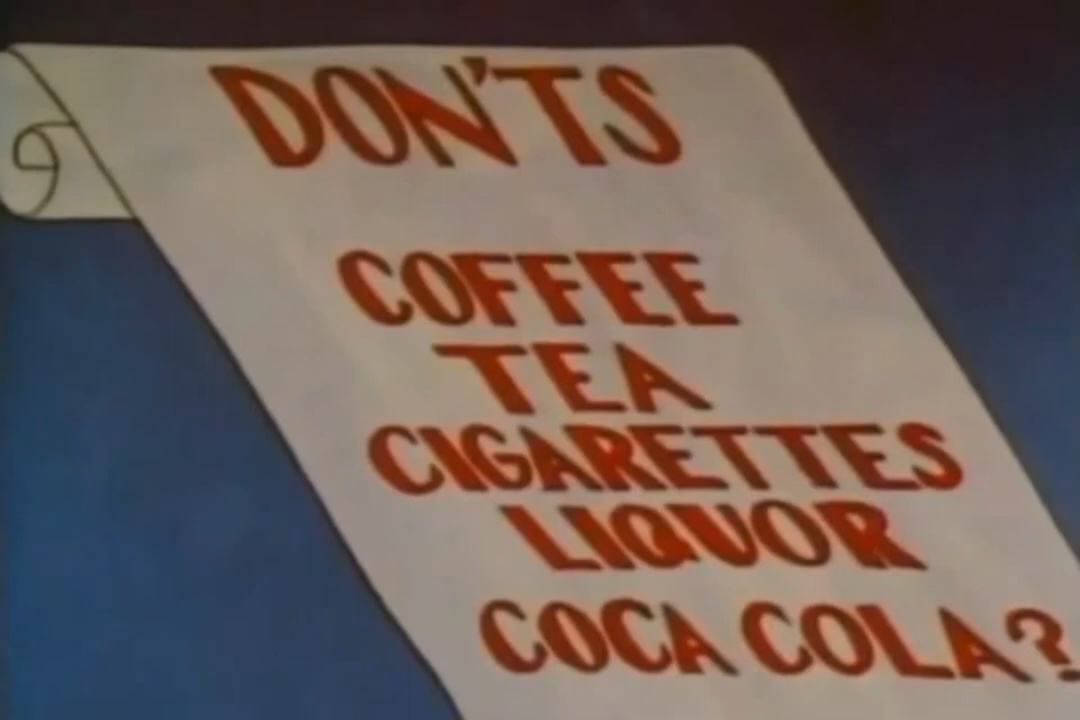 DON'TS
COFFEE
TEA
CIGARETTES
LIQUOR
COCA COLA?